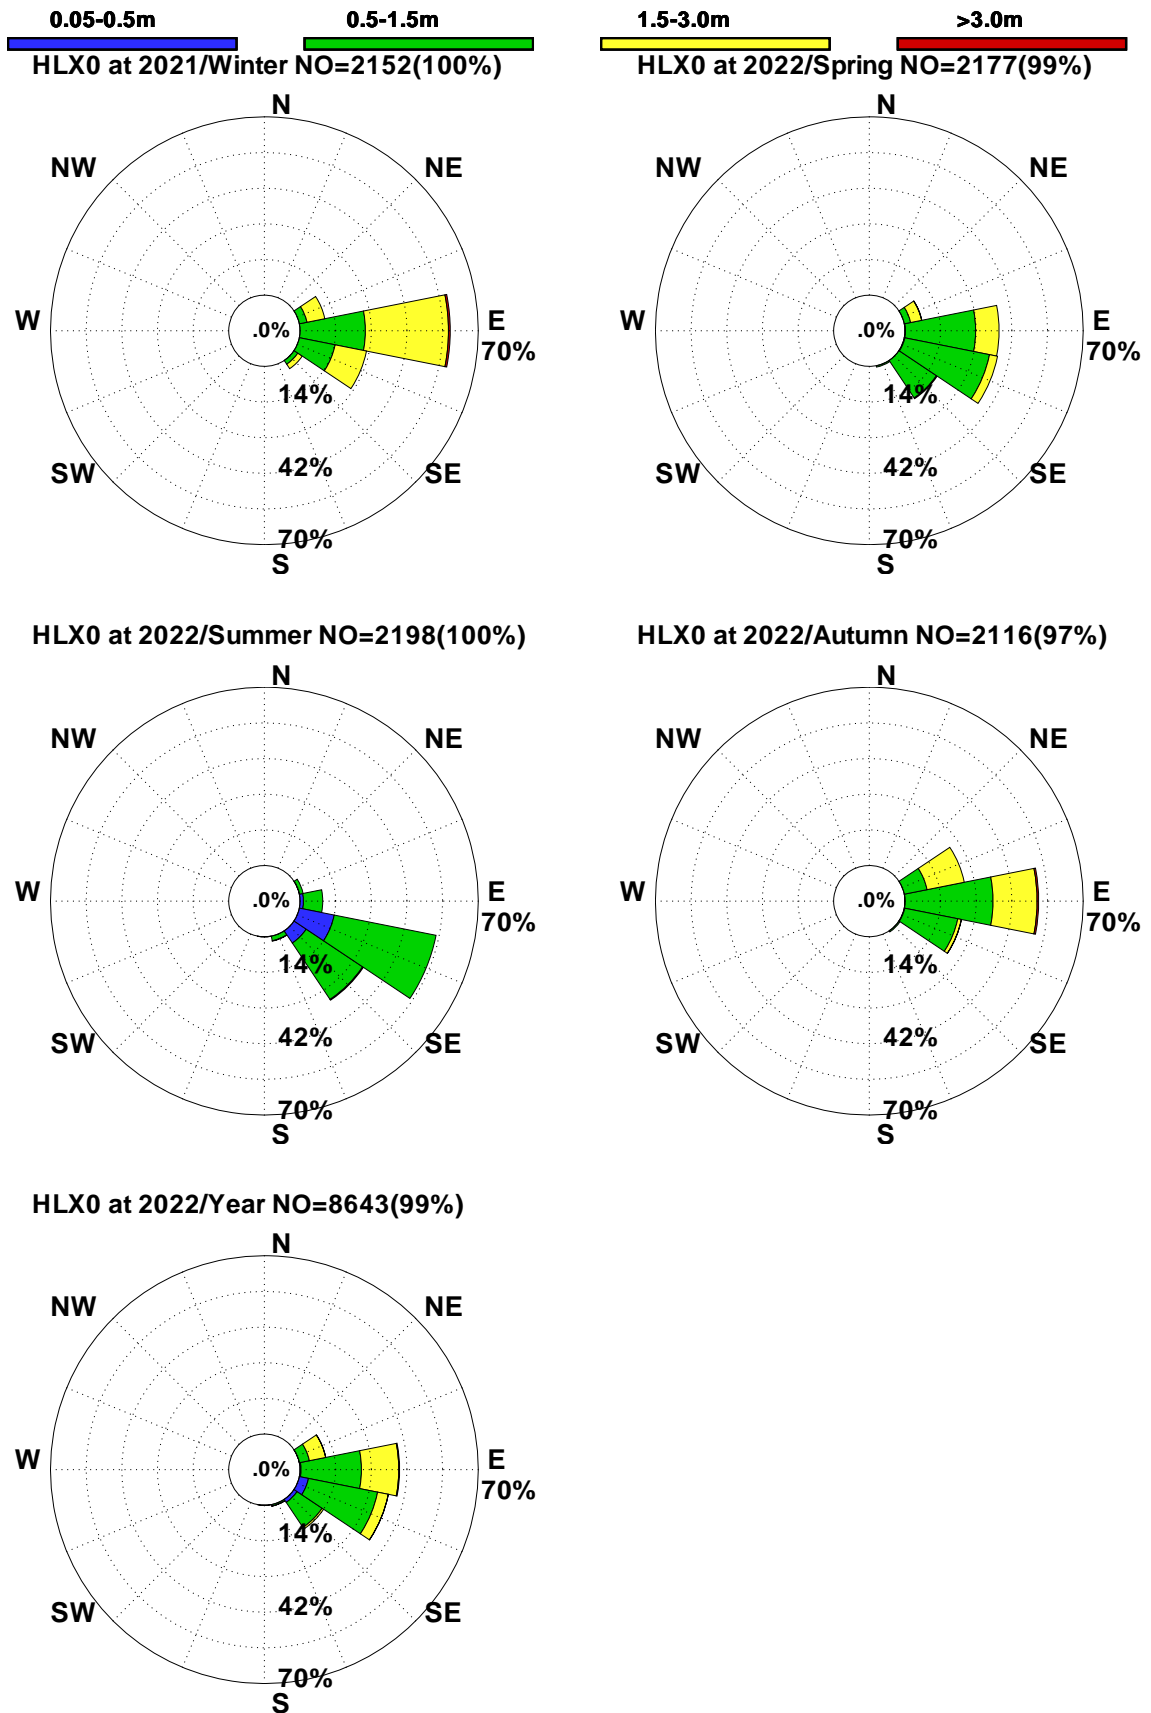 0.05-0.5m 0.5-1.5m 1.5-3.0m >3.0m
HLX0 at 2021/Winter NO=2152(100%)
N
NW NE
W .0% E
70%
14%
42%
SW SE
70%
S
HLX0 at 2022/Spring NO=2177(99%)
N
NW NE
W .0% E
70%
14%
42%
SW SE
70%
S
HLX0 at 2022/Summer NO=2198(100%)
N
NW NE
W .0% E
70%
14%
42%
SW SE
70%
S
HLX0 at 2022/Autumn NO=2116(97%)
N
NW NE
W .0% E
70%
14%
42%
SW SE
70%
S
HLX0 at 2022/Year NO=8643(99%)
N
NW NE
W .0% E
70%
14%
42%
SW SE
70%
S